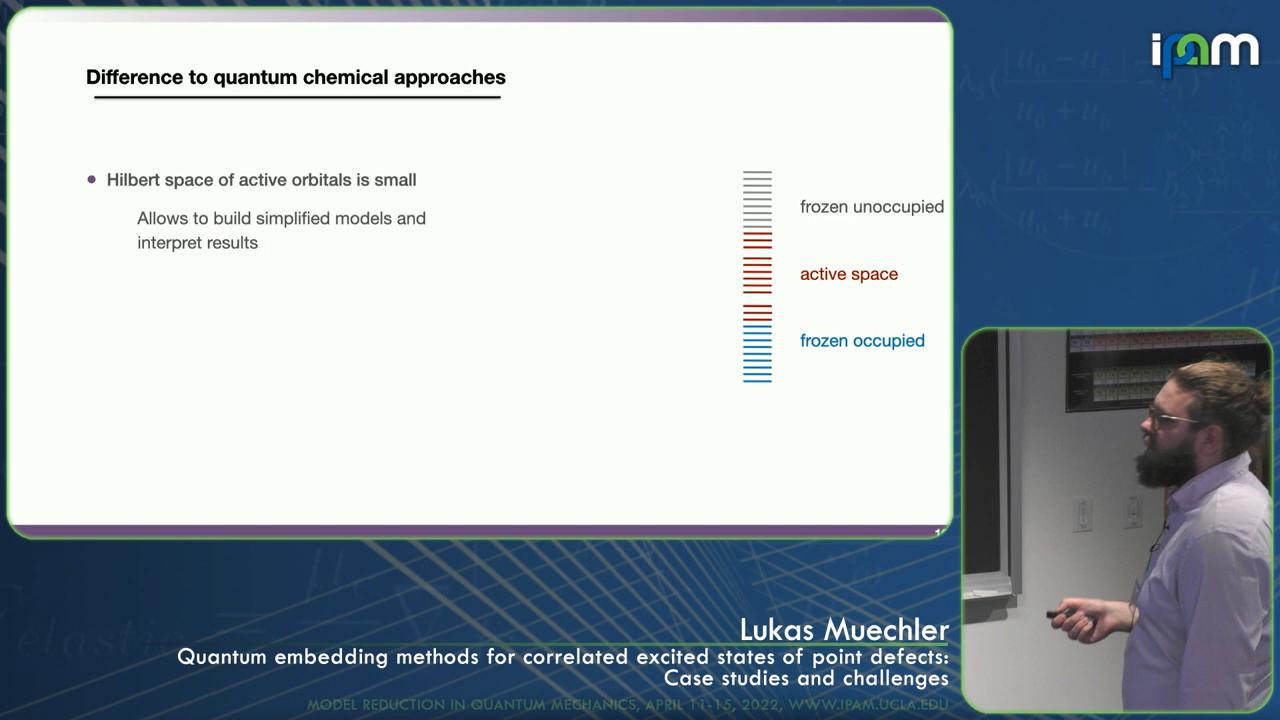 Difference to quantum chemical approaches
ipam
Hilbert space of active orbitals is small
Allows to build simplified models and
interpret results
frozen unoccupied
active space
frozen occupied
Lukas Muechler
Quantum embedding methods for correlated excited states of point defects:
Case studies and challenges
MODEL REDUCTION IN QUANTUM MECHANICS, APRIL 11-15, 2022, WWW.IPAM.UCLA.EDU